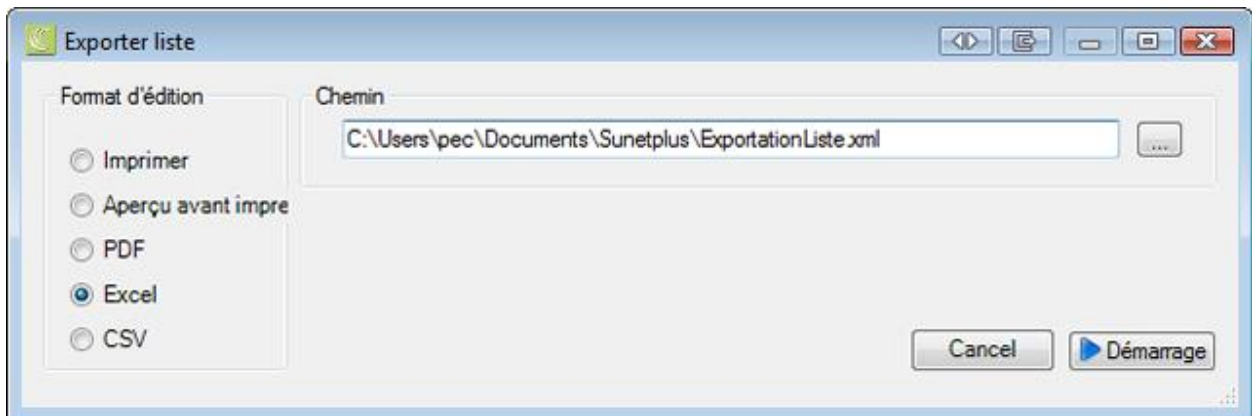 Exporter liste
Format d'édition
Chemin
C:\Users\pec\Documents\Sunetplus\ExportationListe.xml
...
Imprimer
Aperçu avant impre
PDF
Excel
CSV
Cancel
Démarrage